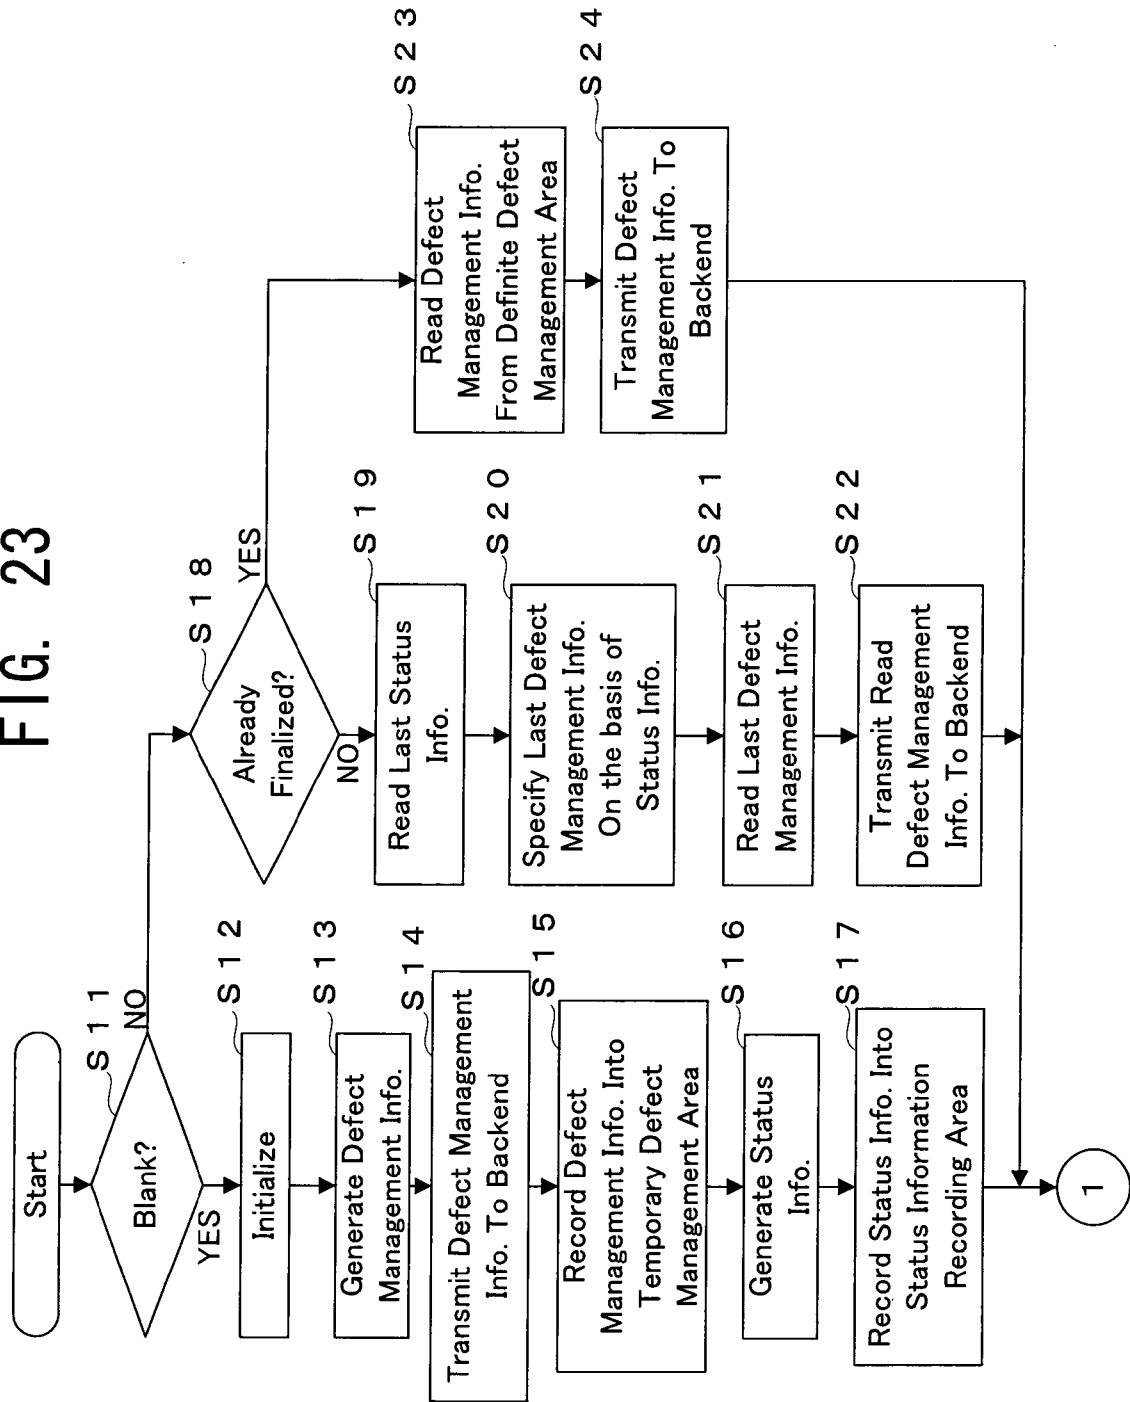 FIG. 23
Start
S11
Blank?
NO
YES
S12
Initialize
S13
Generate Defect
Management Info.
S14
Transmit Defect Management
Info. To Backend
S15
Record Defect
Management Info. Into
Temporary Defect
Management Area
S16
Generate Status
Info.
S17
Record Status Info. Into
Status Information
Recording Area
S18
Already
Finalized?
YES
NO
S19
Read Last Status
Info.
S20
Specify Last Defect
Management Info.
On the basis of
Status Info.
S21
Read Last Defect
Management Info.
S22
Transmit Read
Defect Management
Info. To Backend
S23
Read Defect
Management Info.
From Definite Defect
Management Area
S24
Transmit Defect
Management Info. To
Backend
1